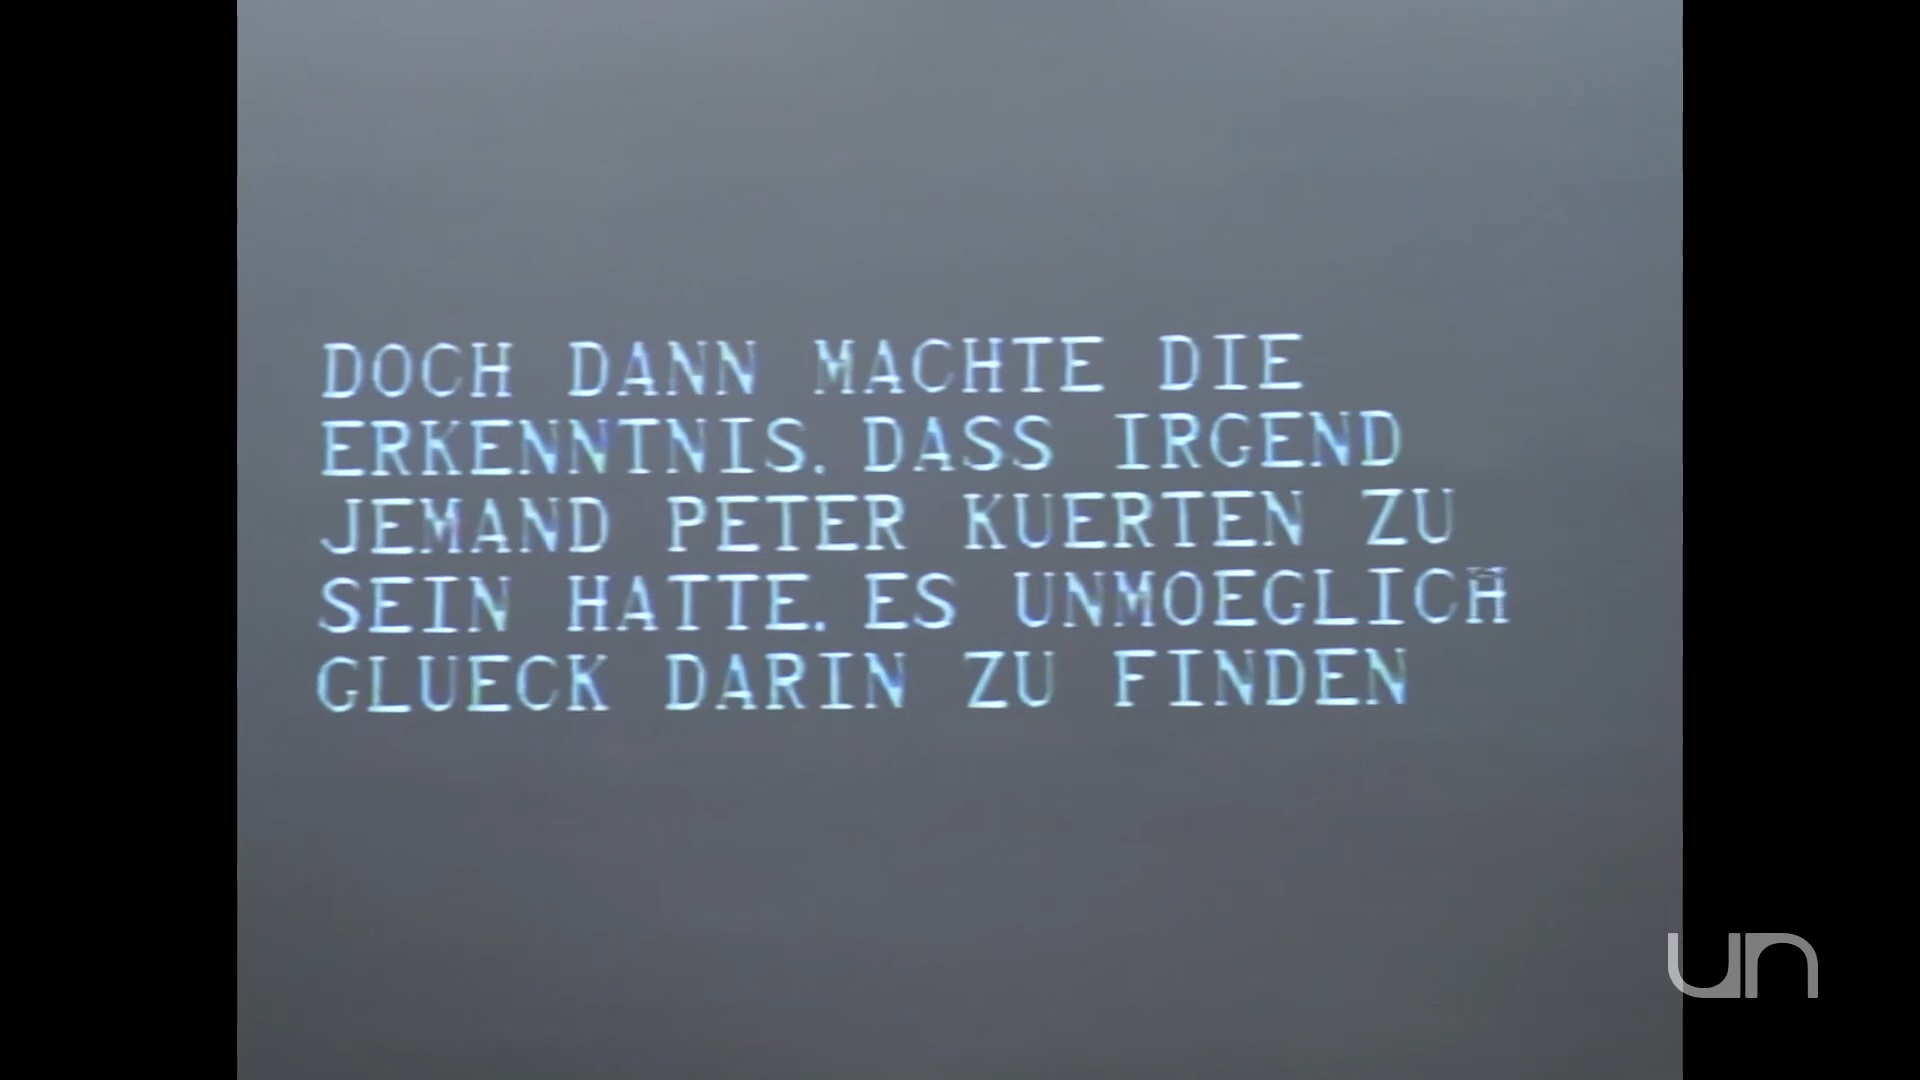 DOCH DANN MACHTE DIE
ERKENNTNIS, DASS IRGEND
JEMAND PETER KUERTEN ZU
SEIN HATTE, ES UNMOEGLICH
GLUECK DARIN ZU FINDEN
un